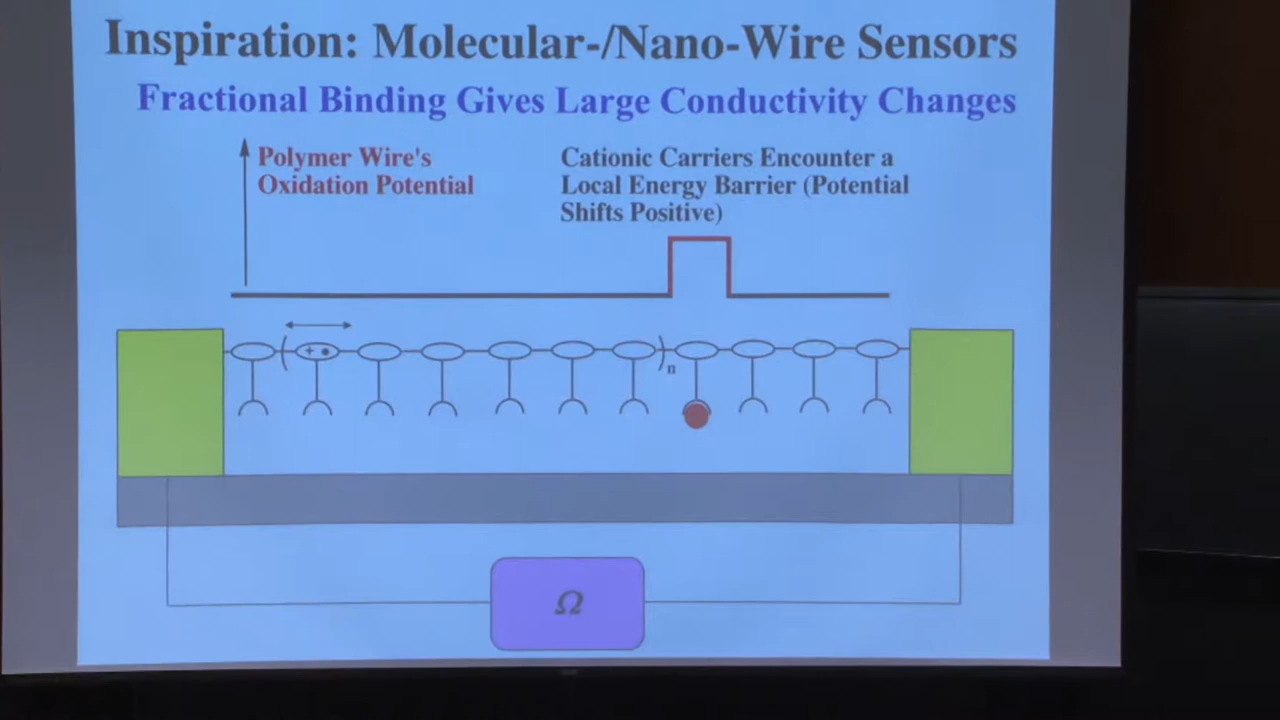 Inspiration: Molecular-/Nano-Wire Sensors
Fractional Binding Gives Large Conductivity Changes
Polymer Wire's
Oxidation Potential
Cationic Carriers Encounter a
Local Energy Barrier (Potential
Shifts Positive)
+ •
n
Ω